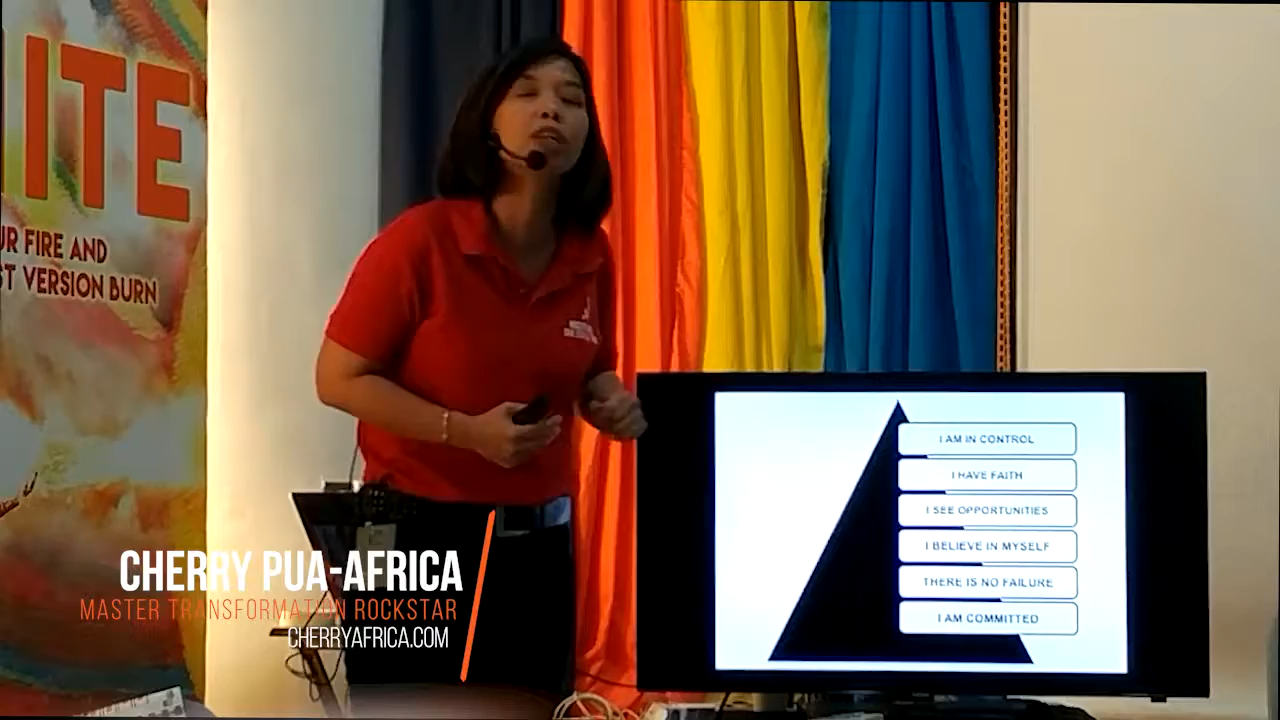 ITE
UR FIRE AND
ST VERSION BURN
I AM IN CONTROL
I HAVE FAITH
I SEE OPPORTUNITIES
I BELIEVE IN MYSELF
THERE IS NO FAILURE
I AM COMMITTED
CHERRY PUA-AFRICA
MASTER TRANSFORMATION ROCKSTAR
CHERRYAFRICA.COM